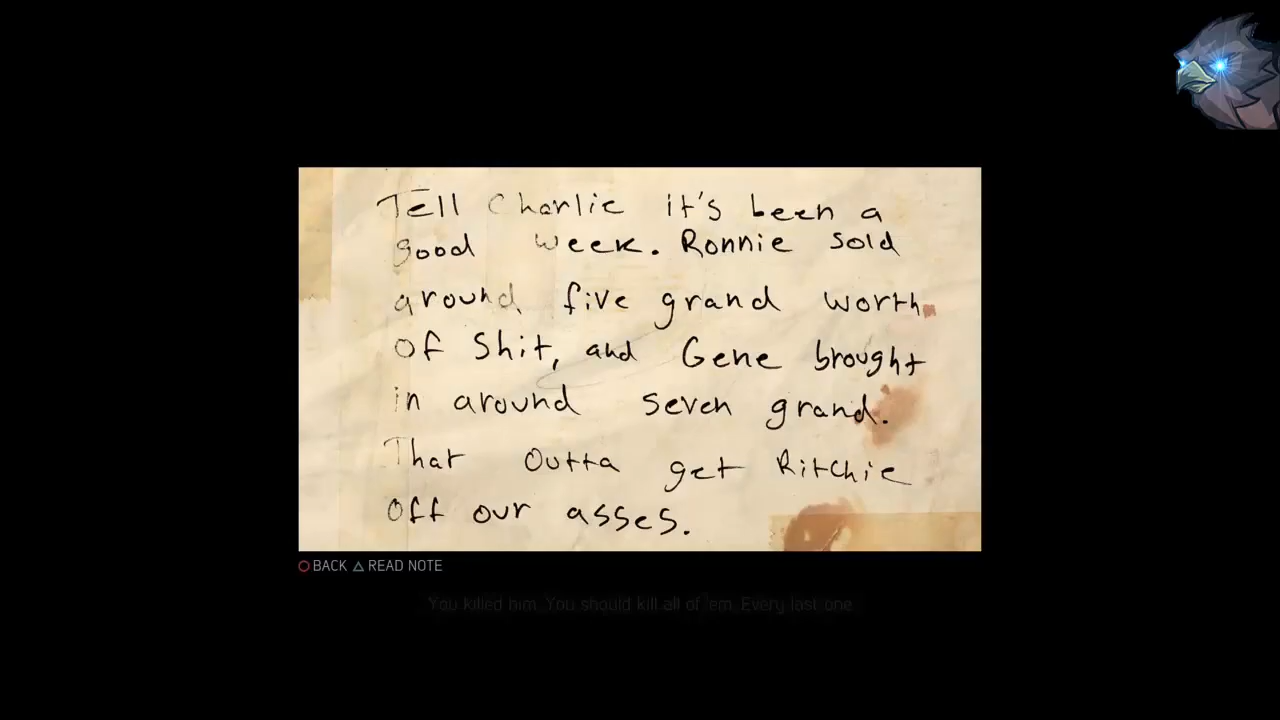 Tell Charlie it's been a
good week. Ronnie sold
around five grand worth
of Shit, and Gene brought
in around seven grand.
That Outta get Ritchie
Off our asses.
BACK READ NOTE
You killed him. You should kill all of 'em. Every last one